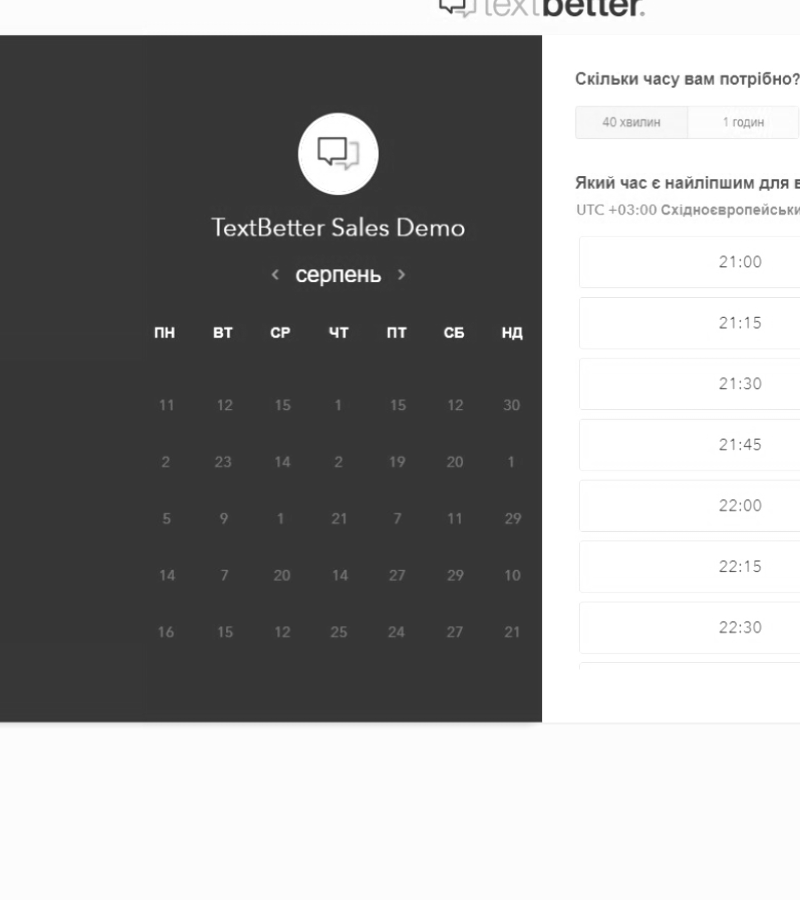 textbetter.
TextBetter Sales Demo
‹ серпень ›
ПН ВТ СР ЧТ ПТ СБ НД
11 12 15 1 15 12 30
2 23 14 2 19 20 1
5 9 1 21 7 11 29
14 7 20 14 27 29 10
16 15 12 25 24 27 21
Скільки часу вам потрібно?
40 хвилин 1 годин
Який час є найліпшим для
UTC +03:00
21:00
21:15
21:30
21:45
22:00
22:15
22:30